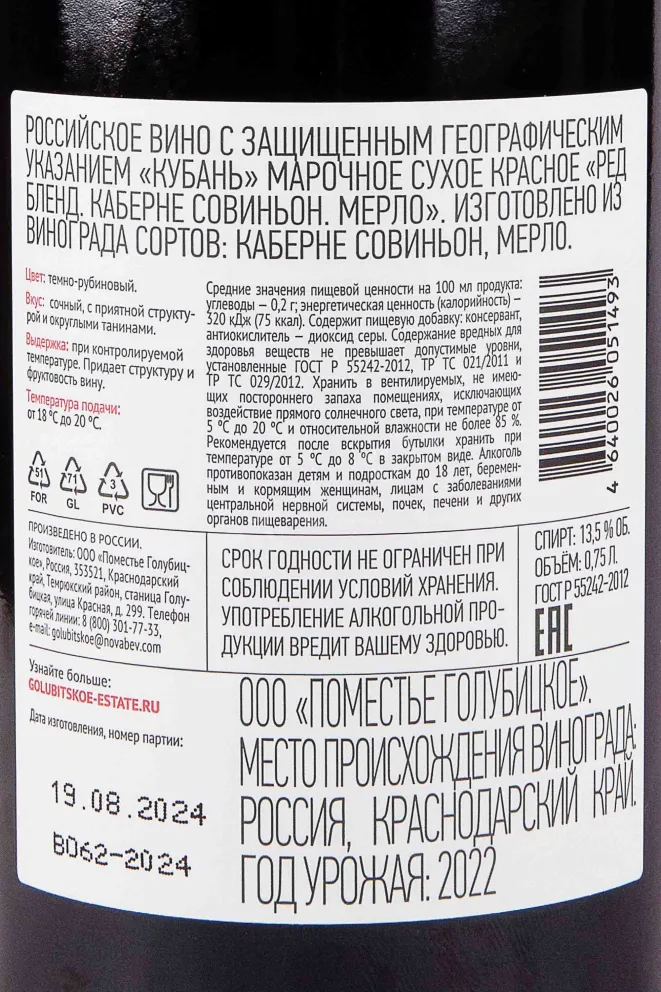 РОССИЙСКОЕ ВИНО С ЗАЩИЩЕННЫМ ГЕОГРАФИЧЕСКИМ
УКАЗАНИЕМ «КУБАНЬ» МАРОЧНОЕ СУХОЕ КРАСНОЕ «РЕД
БЛЕНД. КАБЕРНЕ СОВИНЬОН. МЕРЛО». ИЗГОТОВЛЕНО ИЗ
ВИНОГРАДА СОРТОВ: КАБЕРНЕ СОВИНЬОН, МЕРЛО.
Цвет: темно-рубиновый.
Вкус: сочный, с приятной структу-
рой и округлыми танинами.
Выдержка: при контролируемой
температуре. Придает структуру и
фруктовость вину.
Температура подачи:
от 18 °С до 20 °С.
51
FOR
71
GL
3
PVC
Средние значения пищевой ценности на 100 мл продукта:
углеводы – 0,2 г; энергетическая ценность (калорийность) –
320 кДж (75 ккал). Содержит пищевую добавку: консервант,
антиокислитель – диоксид серы. Содержание вредных для
здоровья веществ не превышает допустимые уровни,
установленные ГОСТ Р 55242-2012, ТР ТС 021/2011 и
ТР ТС 029/2012. Хранить в вентилируемых, не имею-
щих постороннего запаха помещениях, исключающих
воздействие прямого солнечного света, при температуре от
5 °С до 20 °С и относительной влажности не более 85 %.
Рекомендуется после вскрытия бутылки хранить при
температуре от 5 °С до 8 °С в закрытом виде. Алкоголь
противопоказан детям и подросткам до 18 лет, беремен-
ным и кормящим женщинам, лицам с заболеваниями
центральной нервной системы, почек, печени и других
органов пищеварения.
4 640026 051493
ПРОИЗВЕДЕНО В РОССИИ.
Изготовитель: ООО «Поместье Голубиц-
кое», Россия, 353521, Краснодарский
край, Темрюкский район, станица Голу-
бицкая, улица Красная, д. 299. Телефон
горячей линии: 8 (800) 301-77-33,
e-mail: golubitskoe@novabev.com
СРОК ГОДНОСТИ НЕ ОГРАНИЧЕН ПРИ
СОБЛЮДЕНИИ УСЛОВИЙ ХРАНЕНИЯ.
УПОТРЕБЛЕНИЕ АЛКОГОЛЬНОЙ ПРО-
ДУКЦИИ ВРЕДИТ ВАШЕМУ ЗДОРОВЬЮ.
СПИРТ: 13,5 % ОБ.
ОБЪЁМ: 0,75 Л.
ГОСТ Р 55242-2012
ЕАС
Узнайте больше:
GOLUBITSKOE-ESTATE.RU
Дата изготовления, номер партии:
19.08.2024
В062-2024
ООО «ПОМЕСТЬЕ ГОЛУБИЦКОЕ».
МЕСТО ПРОИСХОЖДЕНИЯ ВИНОГРАДА:
РОССИЯ, КРАСНОДАРСКИЙ КРАЙ.
ГОД УРОЖАЯ: 2022